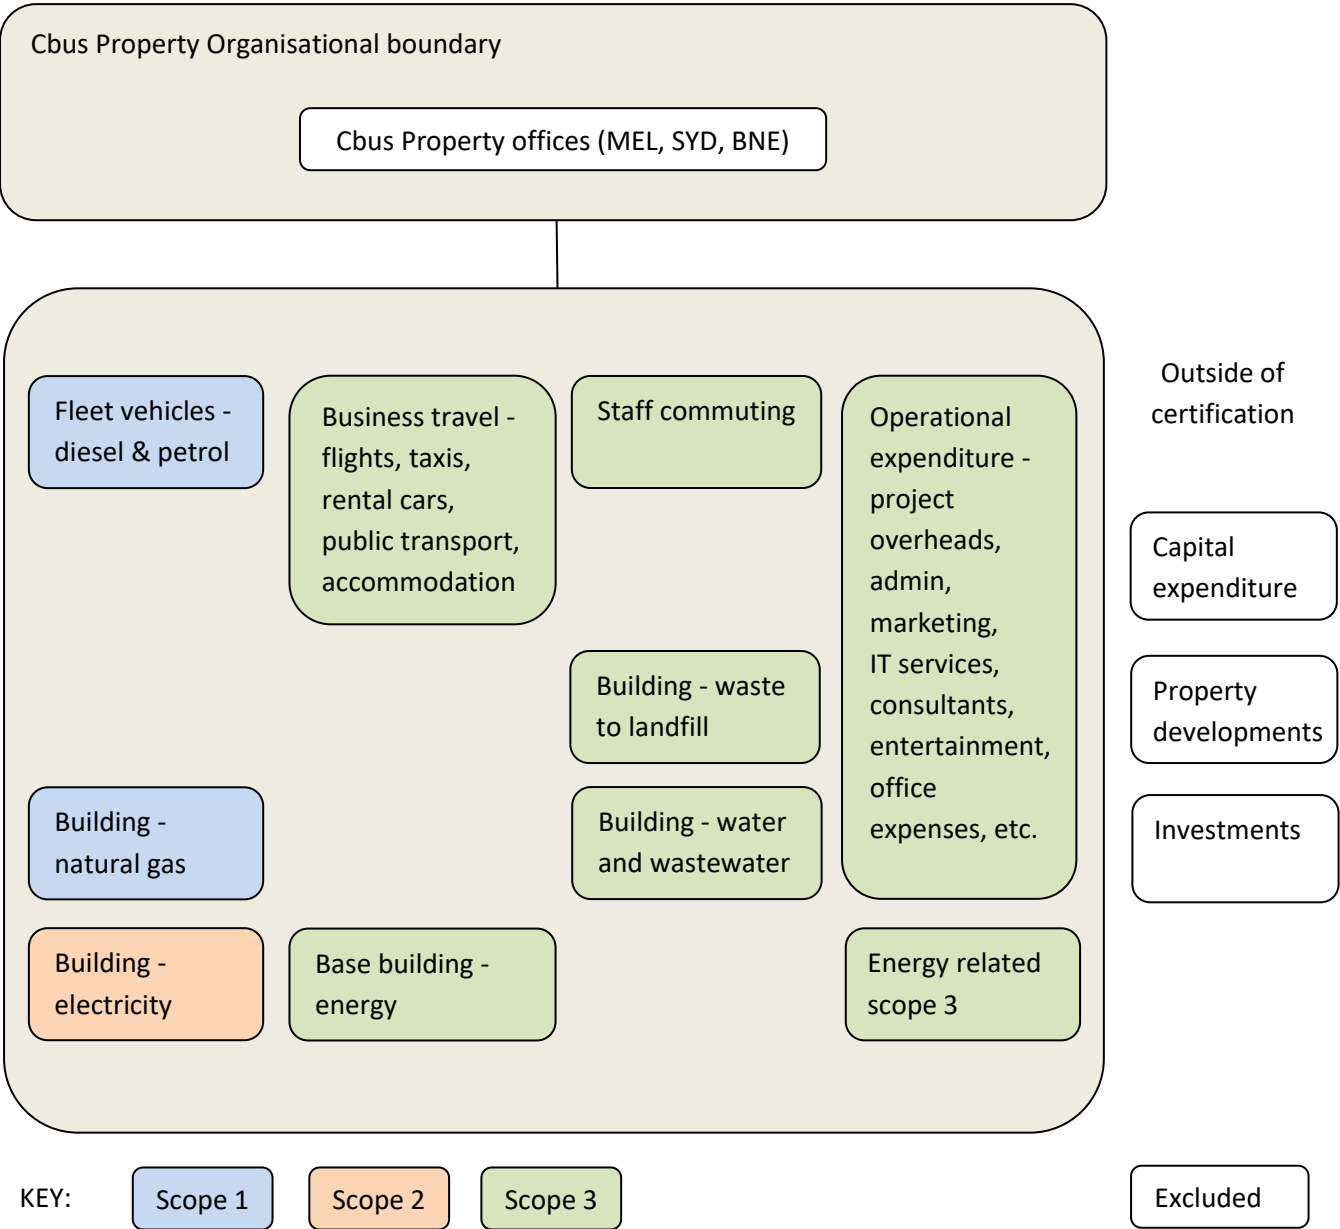 Cbus Property Organisational boundary
Cbus Property offices (MEL, SYD, BNE)
Fleet vehicles -
diesel & petrol
Business travel -
flights, taxis,
rental cars,
public transport,
accommodation
Staff commuting
Operational
expenditure -
project
overheads,
admin,
marketing,
IT services,
consultants,
entertainment,
office
expenses, etc.
Building - waste
to landfill
Building -
natural gas
Building - water
and wastewater
Building -
electricity
Base building -
energy
Energy related
scope 3
Outside of
certification
Capital
expenditure
Property
developments
Investments
KEY:
Scope 1
Scope 2
Scope 3
Excluded